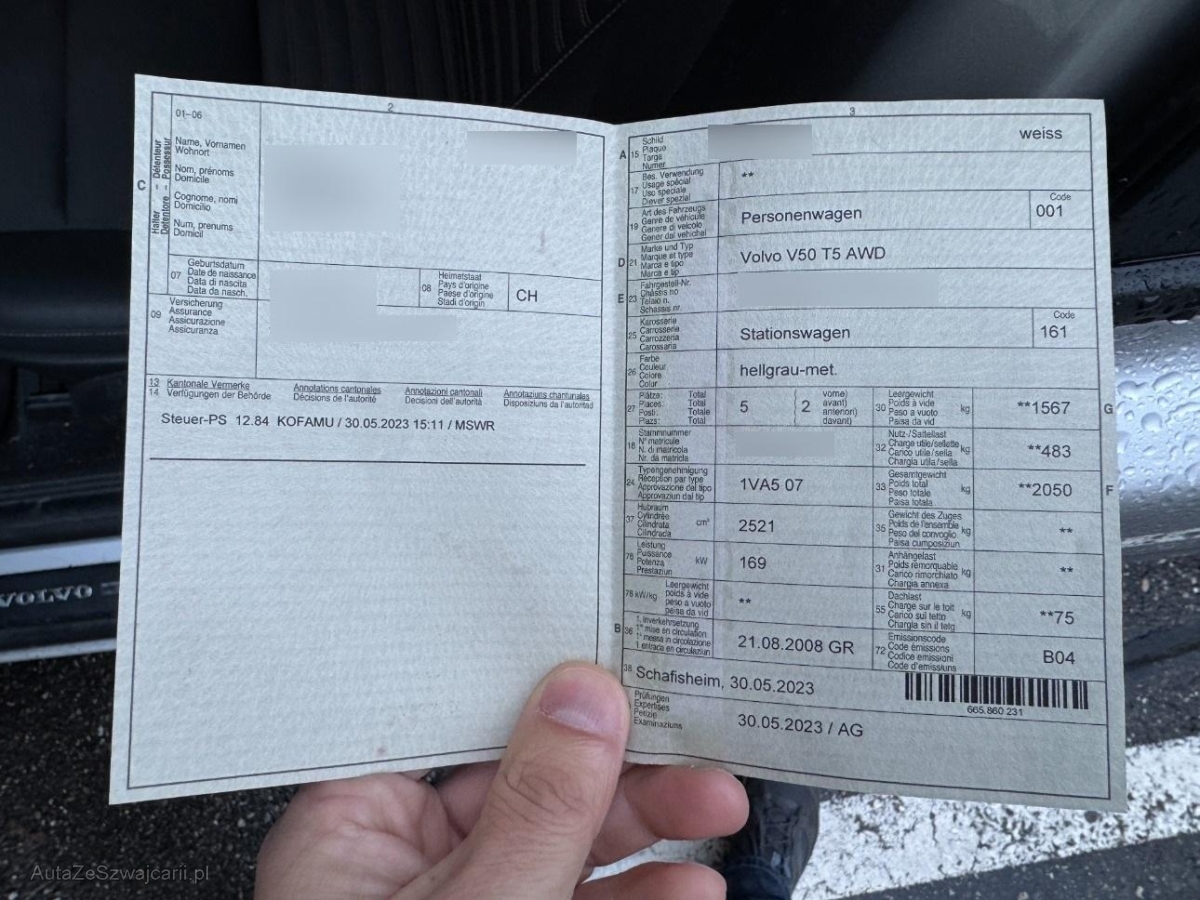 2
01–06
Name, Vornamen
Wohnort
Nom, prénoms
Domicile
Cognome, nomi
Domicilio
Num, prenums
Domicil
C
Halter - Détenteur
Detentore - Possessur
07
Geburtsdatum
Date de naissance
Data di nascita
Data da nasch.
08
Heimatstaat
Pays d'origine
Paese d'origine
Stadi d'origin
CH
09
Versicherung
Assurance
Assicurazione
Assicuranza
13
14
Kantonale Vermerke
Verfügungen der Behörde
Annotations cantonales
Décisions de l'autorité
Annotazioni cantonali
Decisioni dell'autorità
Annotaziuns chantunalas
Disposiziuns da l'autoritad
Steuer-PS 12.84 KOFAMU / 30.05.2023 15:11 / MSWR
3
A 15
Schild
Plaque
Targa
Numer
weiss
17
Bes. Verwendung
Usage spécial
Uso speciale
Diever spezial
**
19
Art des Fahrzeugs
Genre de véhicule
Genere di veicolo
Gener dal vehichel
Personenwagen
Code
001
D 21
Marke und Typ
Marque et type
Marca e tipo
Marca e tip
Volvo V50 T5 AWD
E 23
Fahrgestell-Nr.
Châssis no
Telaio n.
Schassis nr.
25
Karosserie
Carrosserie
Carrozzeria
Carossaria
Stationswagen
Code
161
26
Farbe
Couleur
Colore
Colur
hellgrau-met.
27
Plätze: Total
Places: Total
Posti: Totale
Plazs: Total
5
2
vorne)
avant)
anteriori)
davant)
30
Leergewicht
Poids à vide
Peso a vuoto
Paisa da vid
kg
**1567
G
18
Stammnummer
N° matricule
N. di matricola
Nr. da matricla
32
Nutz-/Sattellast
Charge utile/sellette
Carico utile/sella
Chargia utila/sella
kg
**483
24
Typengenehmigung
Réception par type
Approvazione del tipo
Approvaziun dal tip
1VA5 07
33
Gesamtgewicht
Poids total
Peso totale
Paisa totala
kg
**2050
F
37
Hubraum
Cylindrée
Cilindrata
Cilindrada
cm³
2521
35
Gewicht des Zuges
Poids de l'ensemble
Peso del convoglio
Paisa cumposiziun
kg
**
76
Leistung
Puissance
Potenza
Prestaziun
kW
169
31
Anhängelast
Poids remorquable
Carico rimorchiato
Chargia annexa
kg
**
78 kW/kg
Leergewicht
poids à vide
peso a vuoto
paisa da vid
**
55
Dachlast
Charge sur le toit
Carico sul tetto
Chargia sin il tetg
kg
**75
B 36
1. Inverkehrsetzung
1re mise en circulation
1a messa in circolazione
1. entrada en circulaziun
21.08.2008 GR
72
Emissionscode
Code émissions
Codice emissioni
Code d'emissiuns
B04
38
Schafisheim, 30.05.2023
665.860 231
Prüfungen
Expertises
Perizie
Examinaziuns
30.05.2023 / AG
VOLVO
AutaZeSzwajcarii.pl